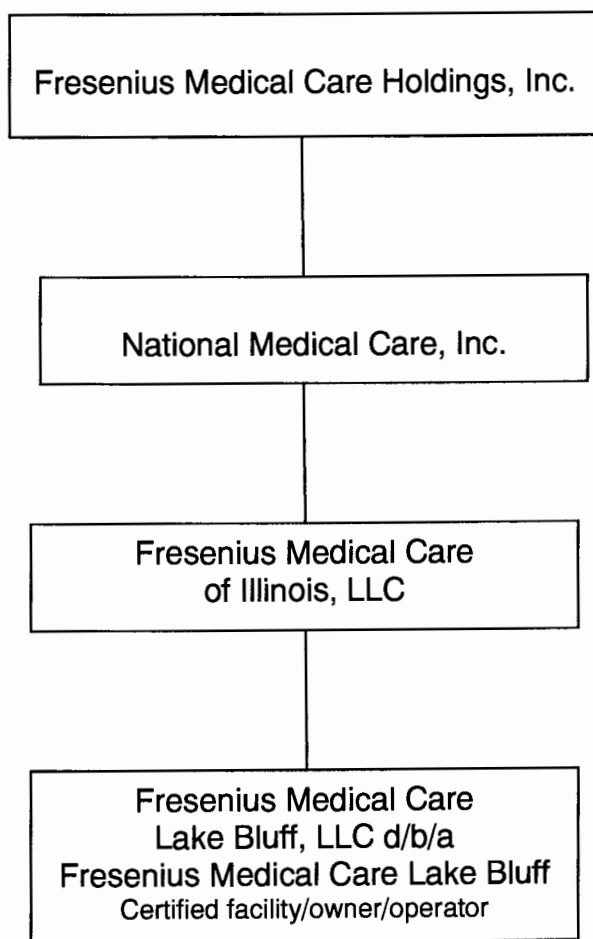 Fresenius Medical Care Holdings, Inc.
National Medical Care, Inc.
Fresenius Medical Care
of Illinois, LLC
Fresenius Medical Care
Lake Bluff, LLC d/b/a
Fresenius Medical Care Lake Bluff
Certified facility/owner/operator